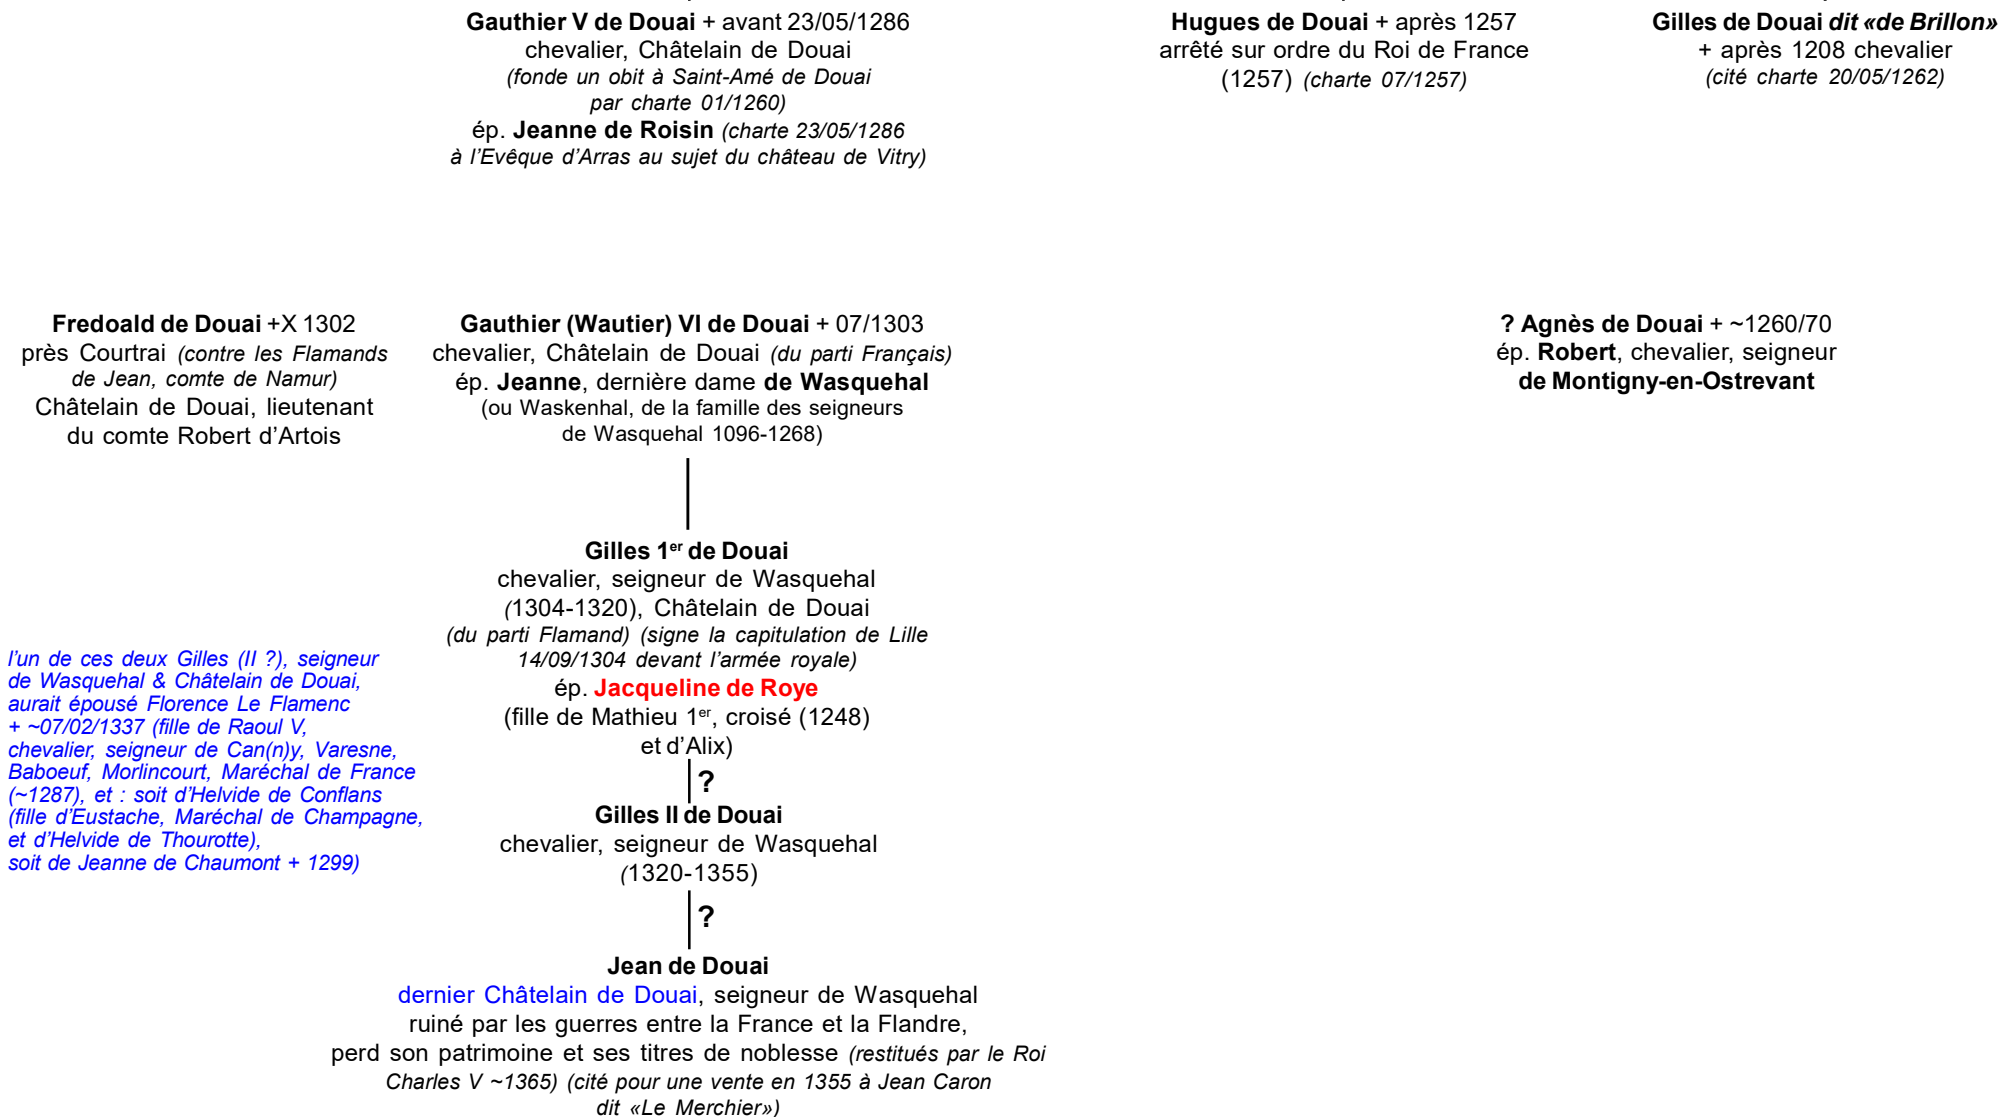 Gauthier V de Douai + avant 23/05/1286
chevalier, Châtelain de Douai
(fonde un obit à Saint-Amé de Douai
par charte 01/1260)
ép. Jeanne de Roisin (charte 23/05/1286
à l’Evêque d’Arras au sujet du château de Vitry)
Hugues de Douai + après 1257
arrêté sur ordre du Roi de France
(1257) (charte 07/1257)
Gilles de Douai dit «de Brillon»
+ après 1208 chevalier
(cité charte 20/05/1262)
Fredoald de Douai +X 1302
près Courtrai (contre les Flamands
de Jean, comte de Namur)
Châtelain de Douai, lieutenant
du comte Robert d’Artois
Gauthier (Wautier) VI de Douai + 07/1303
chevalier, Châtelain de Douai (du parti Français)
ép. Jeanne, dernière dame de Wasquehal
(ou Waskenhal, de la famille des seigneurs
de Wasquehal 1096-1268)
? Agnès de Douai + ~1260/70
ép. Robert, chevalier, seigneur
de Montigny-en-Ostrevant
Gilles 1er de Douai
chevalier, seigneur de Wasquehal
(1304-1320), Châtelain de Douai
(du parti Flamand) (signe la capitulation de Lille
14/09/1304 devant l’armée royale)
ép. Jacqueline de Roye
(fille de Mathieu 1er, croisé (1248)
et d’Alix)
?
l’un de ces deux Gilles (II ?), seigneur
de Wasquehal & Châtelain de Douai,
aurait épousé Florence Le Flamenc
+ ~07/02/1337 (fille de Raoul V,
chevalier, seigneur de Can(n)y, Varesne,
Baboeuf, Morlincourt, Maréchal de France
(~1287), et : soit d’Helvide de Conflans
(fille d’Eustache, Maréchal de Champagne,
et d’Helvide de Thourotte),
soit de Jeanne de Chaumont + 1299)
Gilles II de Douai
chevalier, seigneur de Wasquehal
(1320-1355)
?
Jean de Douai
dernier Châtelain de Douai, seigneur de Wasquehal
ruiné par les guerres entre la France et la Flandre,
perd son patrimoine et ses titres de noblesse (restitués par le Roi
Charles V ~1365) (cité pour une vente en 1355 à Jean Caron
dit «Le Merchier»)